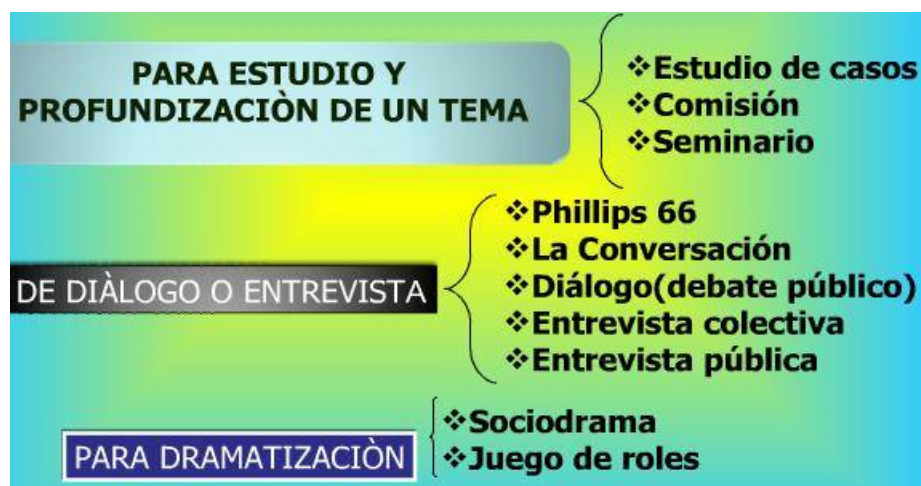 PARA ESTUDIO Y
PROFUNDIZACIÒN DE UN TEMA
❖Estudio de casos
❖Comisión
❖Seminario
DE DIÀLOGO O ENTREVISTA
❖Phillips 66
❖La Conversación
❖Diálogo(debate público)
❖Entrevista colectiva
❖Entrevista pública
PARA DRAMATIZACIÒN
❖Sociodrama
❖Juego de roles